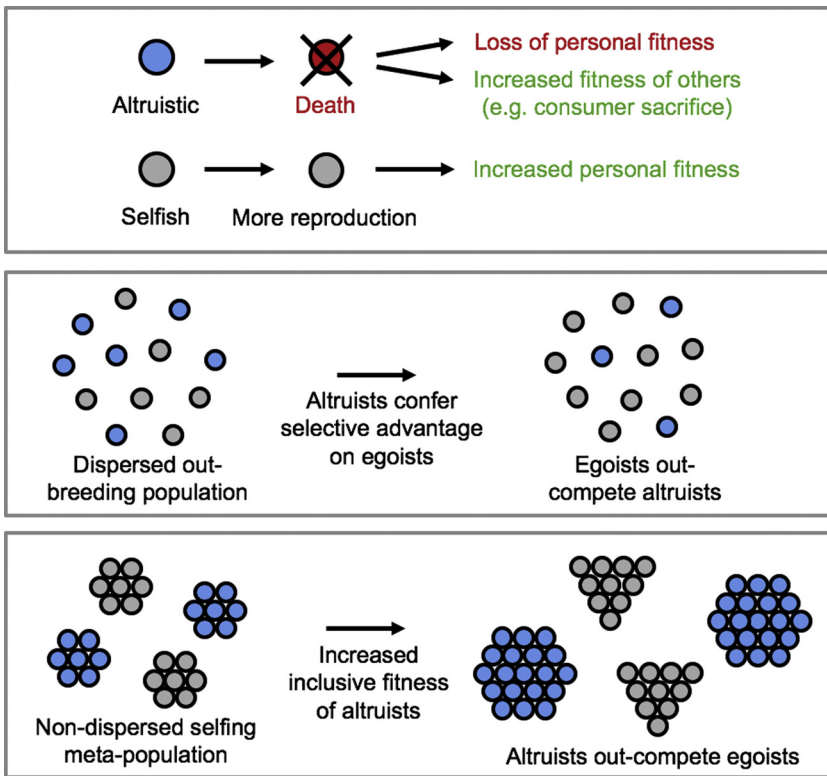 Altruistic
Death
Loss of personal fitness
Increased fitness of others
(e.g. consumer sacrifice)
Selfish
More reproduction
Increased personal fitness
Dispersed out-
breeding population
Altruists confer
selective advantage
on egoists
Egoists out-
compete altruists
Non-dispersed selfing
meta-population
Increased
inclusive fitness
of altruists
Altruists out-compete egoists